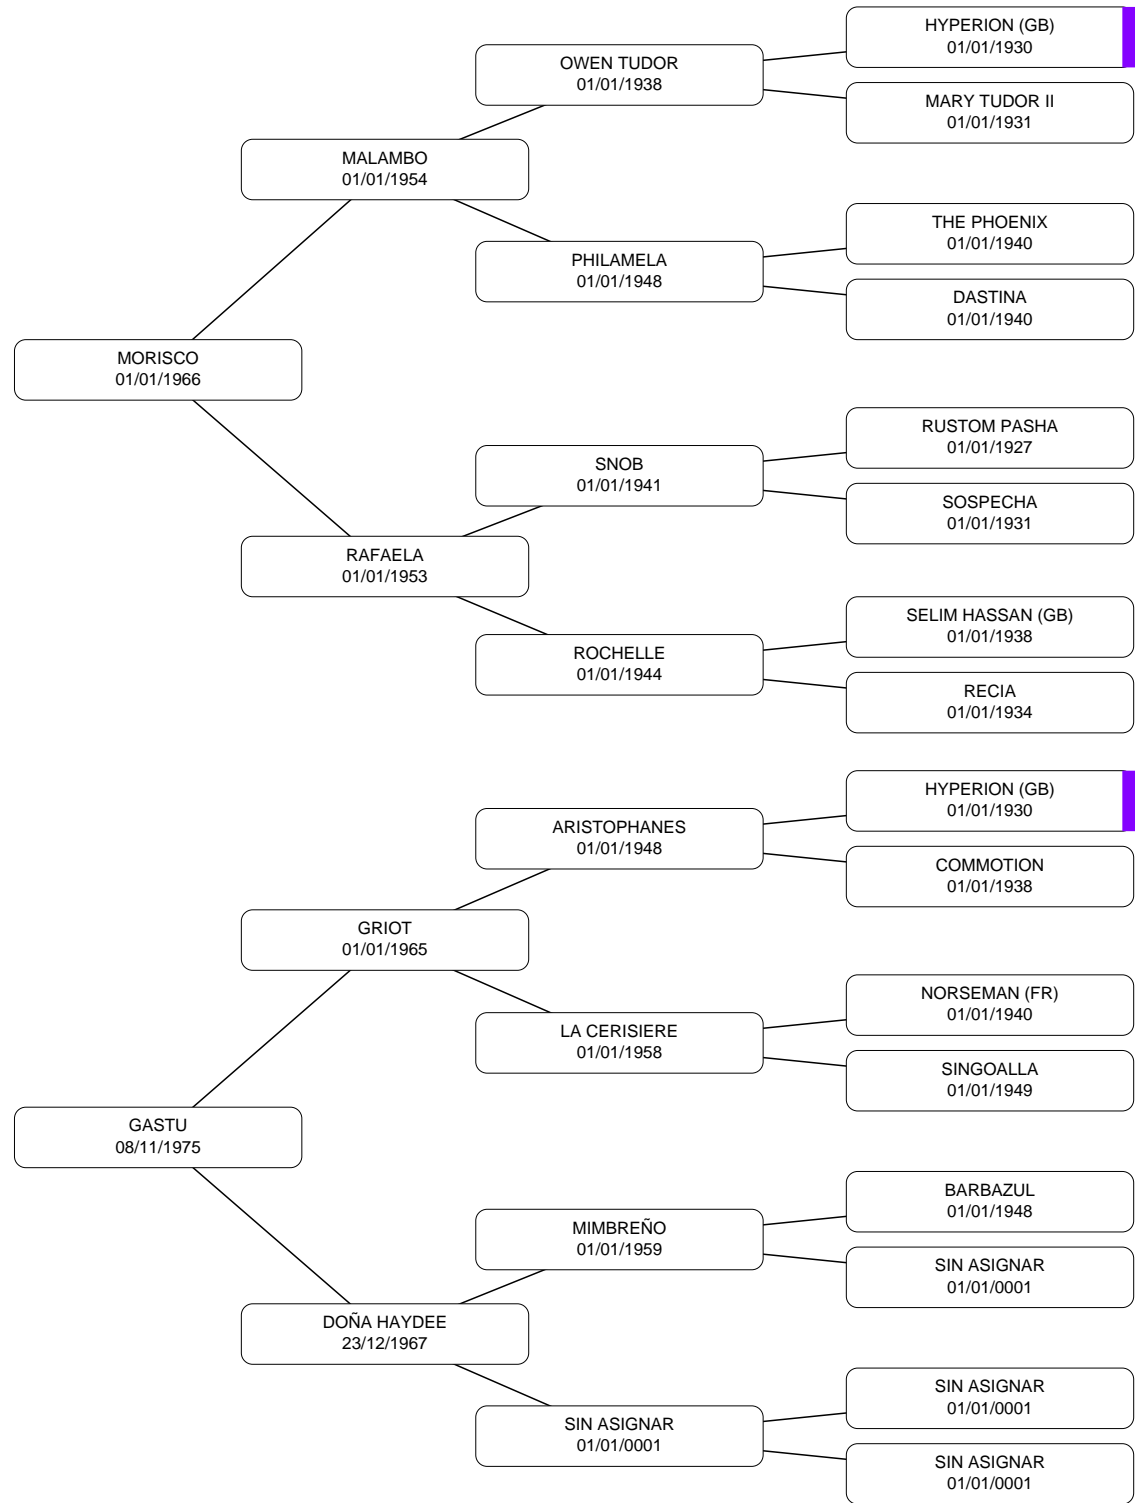 HYPERION (GB)
01/01/1930
OWEN TUDOR
01/01/1938
MARY TUDOR II
01/01/1931
MALAMBO
01/01/1954
THE PHOENIX
01/01/1940
PHILAMELA
01/01/1948
DASTINA
01/01/1940
MORISCO
01/01/1966
RUSTOM PASHA
01/01/1927
SNOB
01/01/1941
SOSPECHA
01/01/1931
RAFAELA
01/01/1953
SELIM HASSAN (GB)
01/01/1938
ROCHELLE
01/01/1944
RECIA
01/01/1934
HYPERION (GB)
01/01/1930
ARISTOPHANES
01/01/1948
COMMOTION
01/01/1938
GRIOT
01/01/1965
NORSEMAN (FR)
01/01/1940
LA CERISIERE
01/01/1958
SINGOALLA
01/01/1949
GASTU
08/11/1975
BARBAZUL
01/01/1948
MIMBREÑO
01/01/1959
SIN ASIGNAR
01/01/0001
DOÑA HAYDEE
23/12/1967
SIN ASIGNAR
01/01/0001
SIN ASIGNAR
01/01/0001
SIN ASIGNAR
01/01/0001